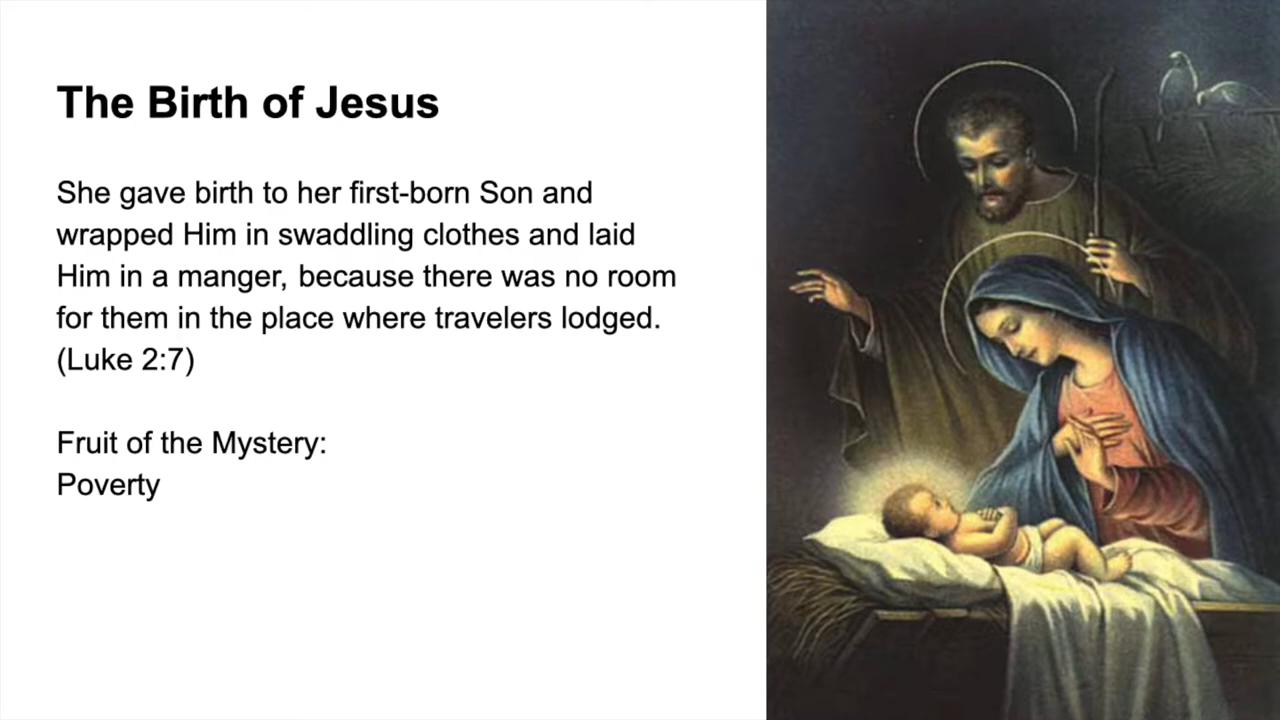 The Birth of Jesus
She gave birth to her first-born Son and
wrapped Him in swaddling clothes and laid
Him in a manger, because there was no room
for them in the place where travelers lodged.
(Luke 2:7)
Fruit of the Mystery:
Poverty